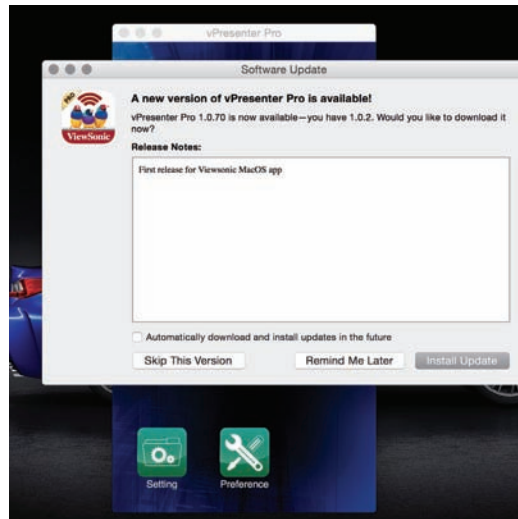 vPresenter Pro
Software Update
PRO
ViewSonic
A new version of vPresenter Pro is available!
vPresenter Pro 1.0.70 is now available—you have 1.0.2. Would you like to download it
now?
Release Notes:
First release for Viewsonic MacOS app
Automatically download and install updates in the future
Skip This Version
Remind Me Later
Install Update
Setting
Preference